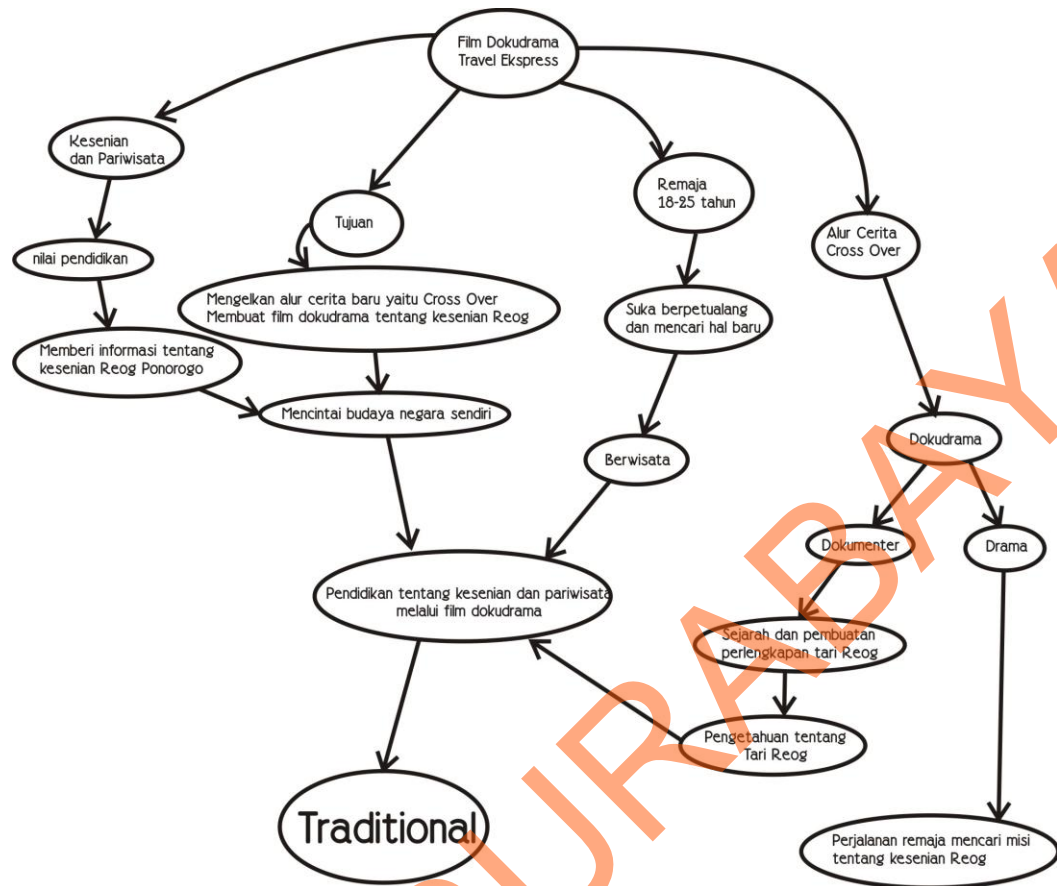 Film Dokudrama
Travel Ekspress
Kesenian
dan Pariwisata
Remaja
18-25 tahun
Tujuan
Alur Cerita
Cross Over
nilai pendidikan
Mengelkan alur cerita baru yaitu Cross Over
Membuat film dokudrama tentang kesenian Reog
Suka berpetualang
dan mencari hal baru
Memberi informasi tentang
kesenian Reog Ponorogo
Mencintai budaya negara sendiri
Dokudrama
Berwisata
Dokumenter
Drama
Pendidikan tentang kesenian dan pariwisata
melalui film dokudrama
Sejarah dan pembuatan
perlengkapan tari Reog
Pengetahuan tentang
Tari Reog
Traditional
Perjalanan remaja mencari misi
tentang kesenian Reog
URABAYA